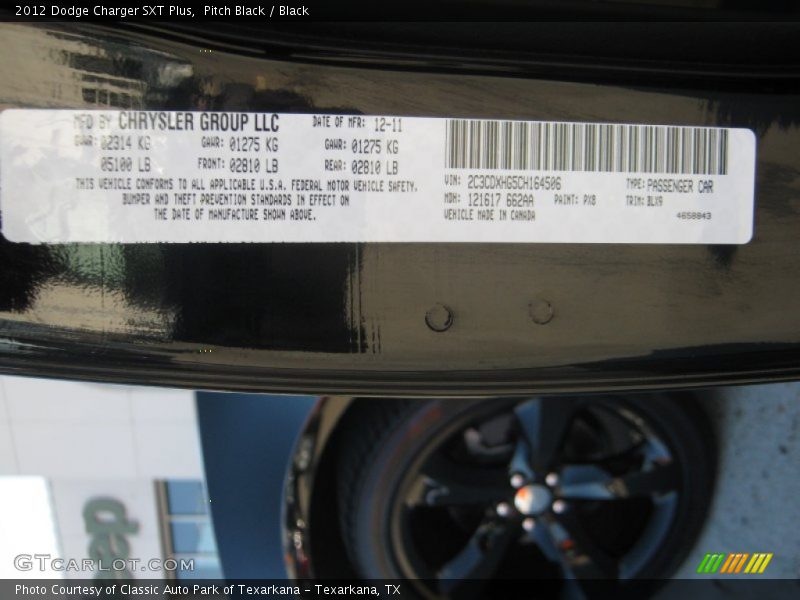 2012 Dodge Charger SXT Plus,  Pitch Black / Black
MFD BY CHRYSLER GROUP LLC DATE OF MFR: 12-11
GAWR: 02314 KG GAWR: 01275 KG GAWR: 01275 KG
05100 LB FRONT: 02810 LB REAR: 02810 LB
THIS VEHICLE CONFORMS TO ALL APPLICABLE U.S.A. FEDERAL MOTOR VEHICLE SAFETY,
BUMPER AND THEFT PREVENTION STANDARDS IN EFFECT ON
THE DATE OF MANUFACTURE SHOWN ABOVE.
VIN: 2C3CDXHG5CH164506 TYPE: PASSENGER CAR
MDH: 121617 662AA PAINT: PX8 TRIM: BLX9
VEHICLE MADE IN CANADA 4658843
dea
GTCarLot.com
Photo Courtesy of Classic Auto Park of Texarkana - Texarkana, TX